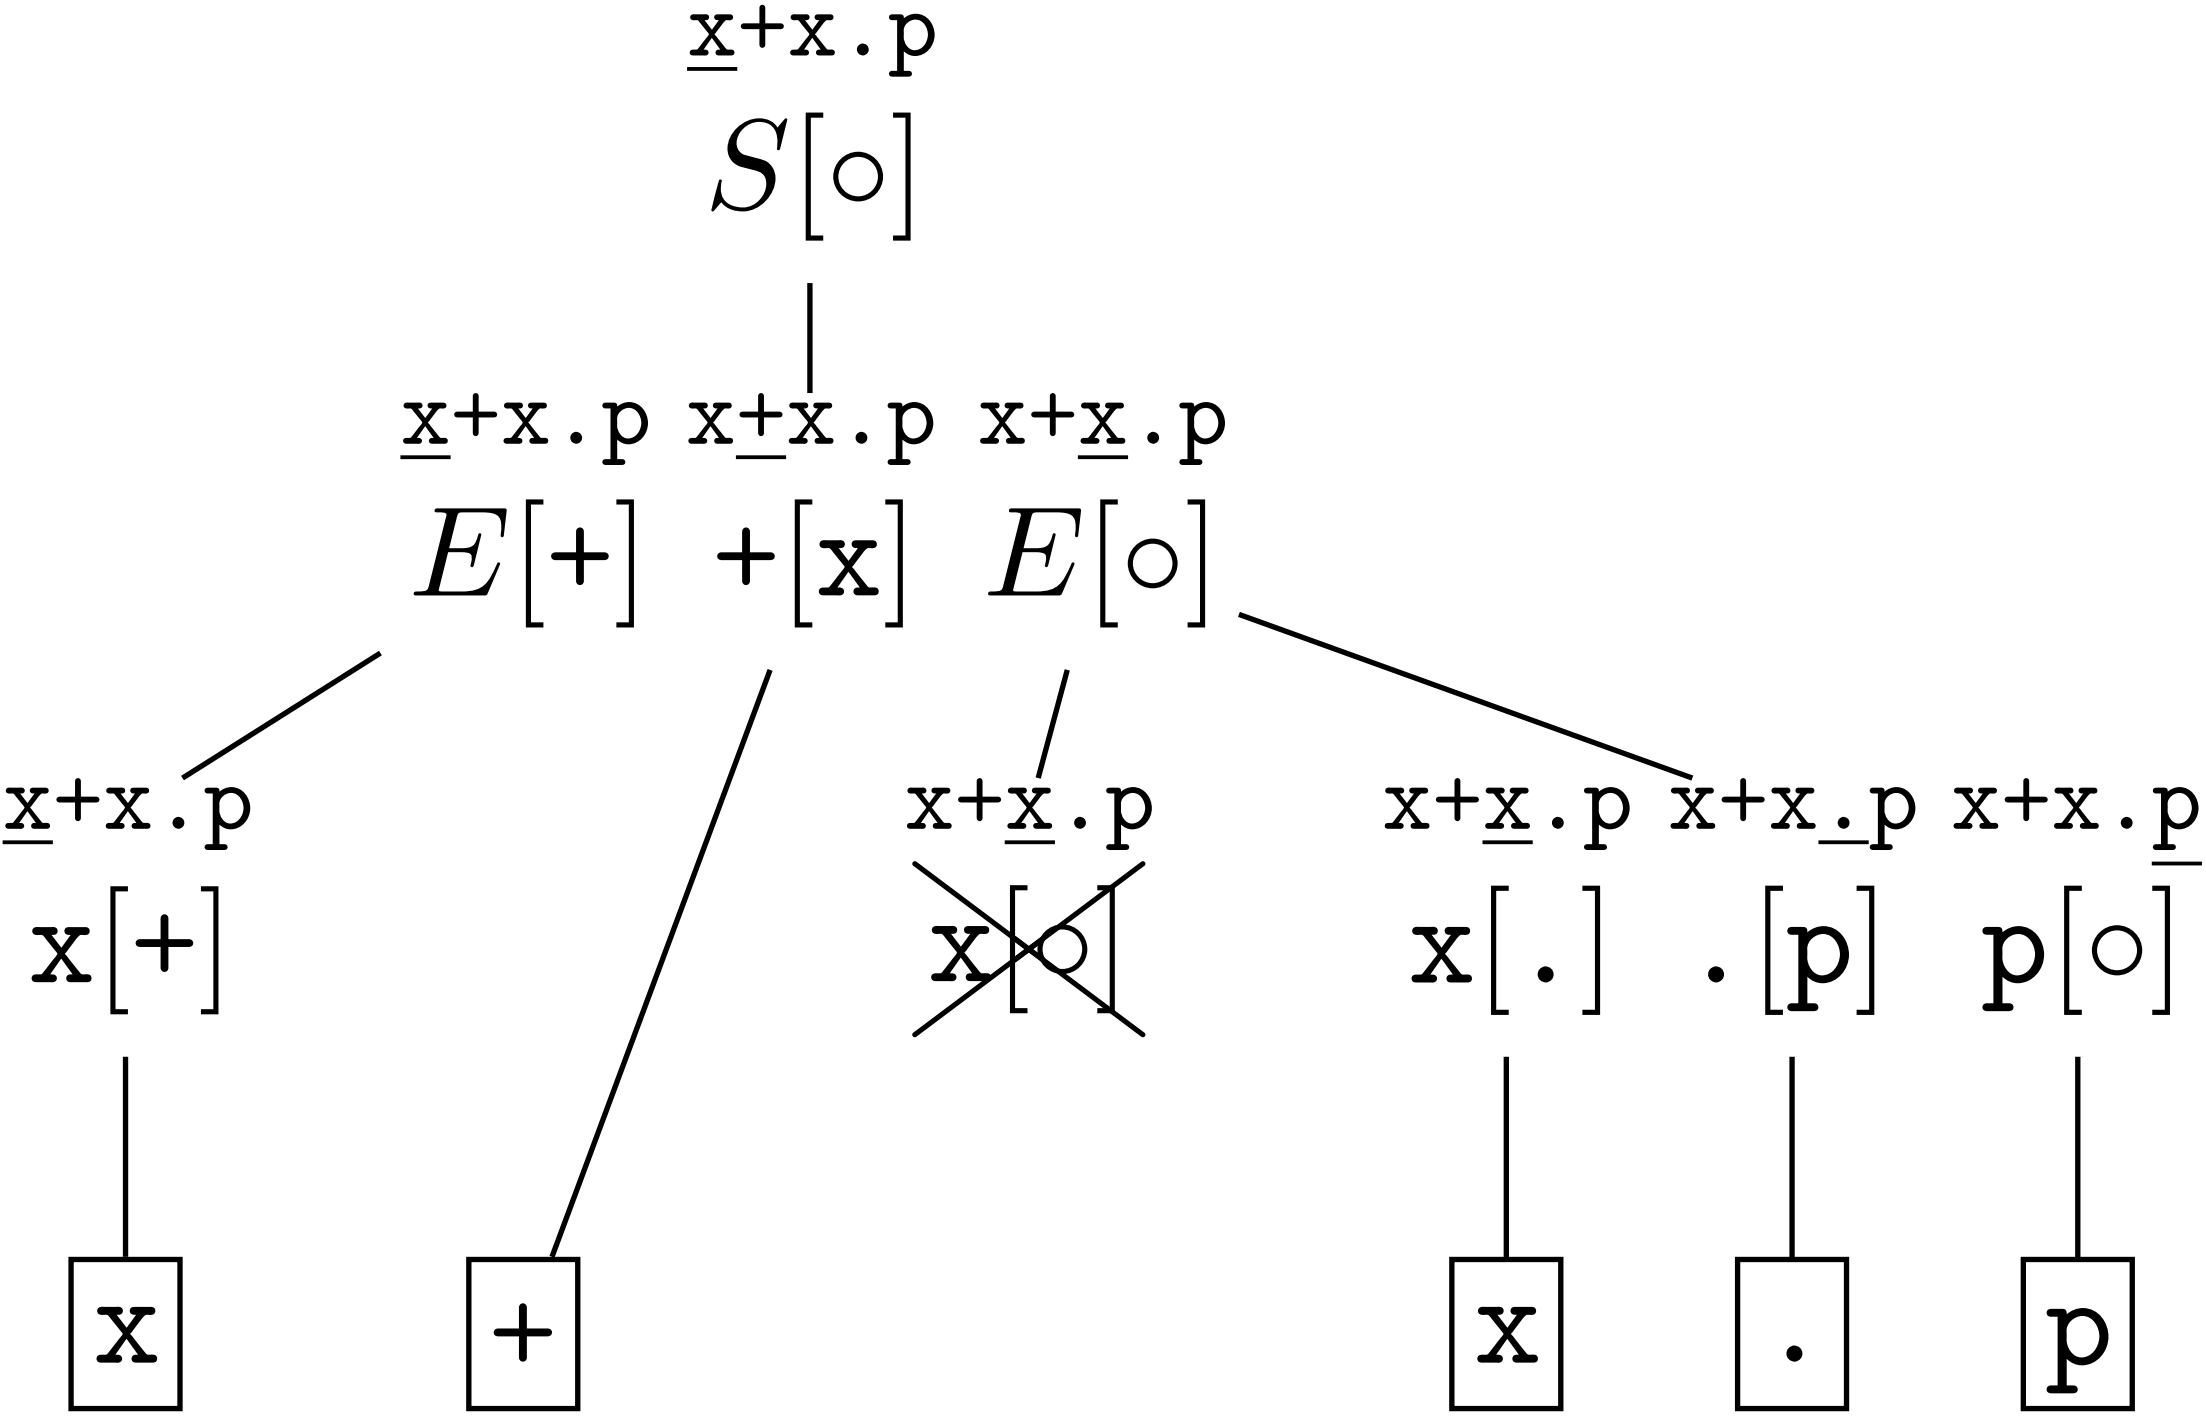 x+x.p
S[○]
x+x.p x+x.p x+x.p
E[+] +[x] E[○]
x+x.p x+x.p x+x.p x+x.p x+x.p
x[+] x[○] x[.] .[p] p[○]
x + x . p